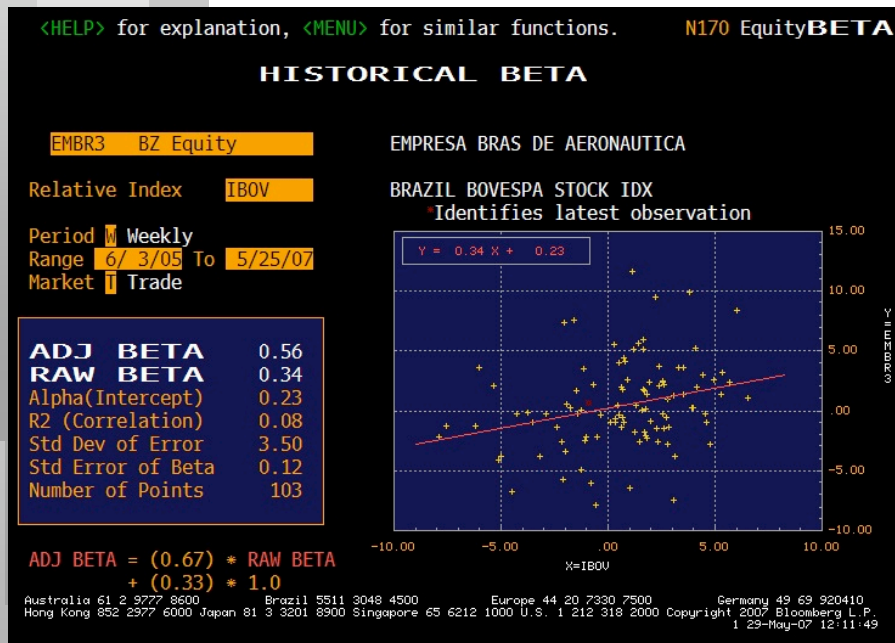 <HELP> for explanation, <MENU> for similar functions. N170 EquityBETA
HISTORICAL BETA
EMBR3 BZ Equity EMPRESA BRAS DE AERONAUTICA
Relative Index IBOV BRAZIL BOVESPA STOCK IDX
*Identifies latest observation
Period W Weekly
Range 6/ 3/05 To 5/25/07
Market T Trade
Y = 0.34 X + 0.23
15.00
10.00
5.00
.00
-5.00
-10.00
Y=EMBR3
ADJ BETA 0.56
RAW BETA 0.34
Alpha(Intercept) 0.23
R2 (Correlation) 0.08
Std Dev of Error 3.50
Std Error of Beta 0.12
Number of Points 103
-10.00 -5.00 .00 5.00 10.00
X=IBOV
ADJ BETA = (0.67) * RAW BETA
+ (0.33) * 1.0
Australia 61 2 9777 8600 Brazil 5511 3048 4500 Europe 44 20 7330 7500 Germany 49 69 920410
Hong Kong 852 2977 6000 Japan 81 3 3201 8900 Singapore 65 6212 1000 U.S. 1 212 318 2000 Copyright 2007 Bloomberg L.P.
1 29-May-07 12:11:49